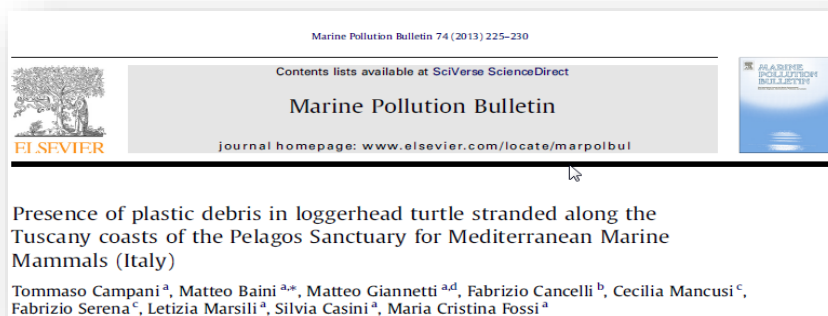 Marine Pollution Bulletin 74 (2013) 225–230
Contents lists available at SciVerse ScienceDirect
Marine Pollution Bulletin
journal homepage: www.elsevier.com/locate/marpolbul
ELSEVIER
MARINE
POLLUTION
BULLETIN
Presence of plastic debris in loggerhead turtle stranded along the
Tuscany coasts of the Pelagos Sanctuary for Mediterranean Marine
Mammals (Italy)
Tommaso Campani a, Matteo Baini a,*, Matteo Giannetti a,d, Fabrizio Cancelli b, Cecilia Mancusi c,
Fabrizio Serena c, Letizia Marsili a, Silvia Casini a, Maria Cristina Fossi a